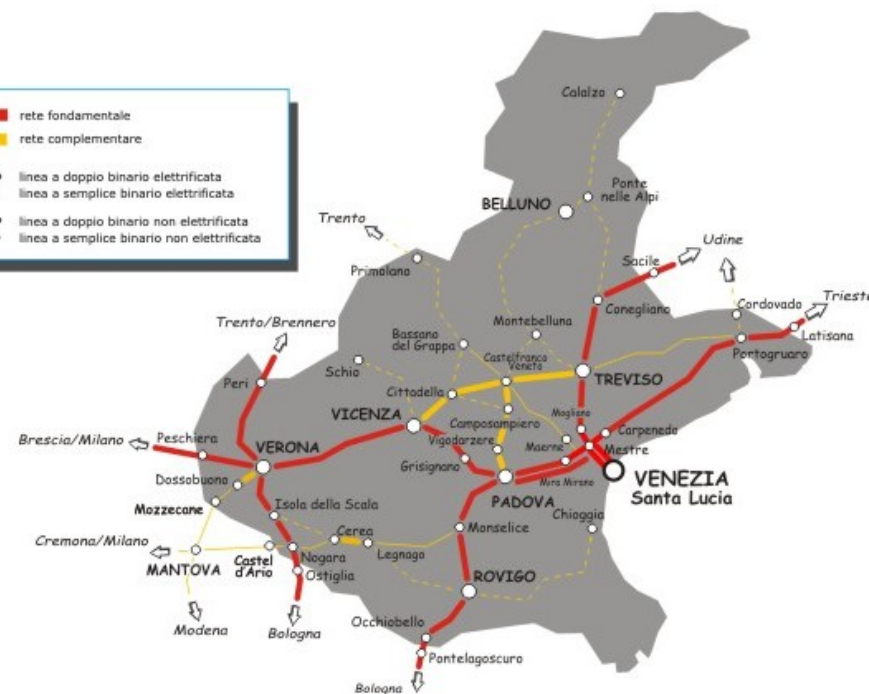 rete fondamentale
rete complementare
linea a doppio binario elettrificata
linea a semplice binario elettrificata
linea a doppio binario non elettrificata
linea a semplice binario non elettrificata
Calalzo
Ponte
nelle Alpi
BELLUNO
Trento
Udine
Primolano
Sacile
Cordovado
Trieste
Conegliano
Trento/Brennero
Montebelluna
Latisana
Bassano
del Grappa
Portogruaro
Castelfranco
Veneto
Schio
TREVISO
Peri
Cittadella
VICENZA
Camposampiero
Mogliano
Carpenedo
Brescia/Milano
Peschiera
VERONA
Vigodarzere
Maerne
Mestre
Grisignano
Dossobuono
Mira Mirano
VENEZIA
Santa Lucia
PADOVA
Mozzecane
Isola della Scala
Chioggia
Cerea
Monselice
Cremona/Milano
Legnago
MANTOVA
Castel
d'Ario
Nogara
Ostiglia
ROVIGO
Modena
Bologna
Occhiobello
Pontelagoscuro
Bologna